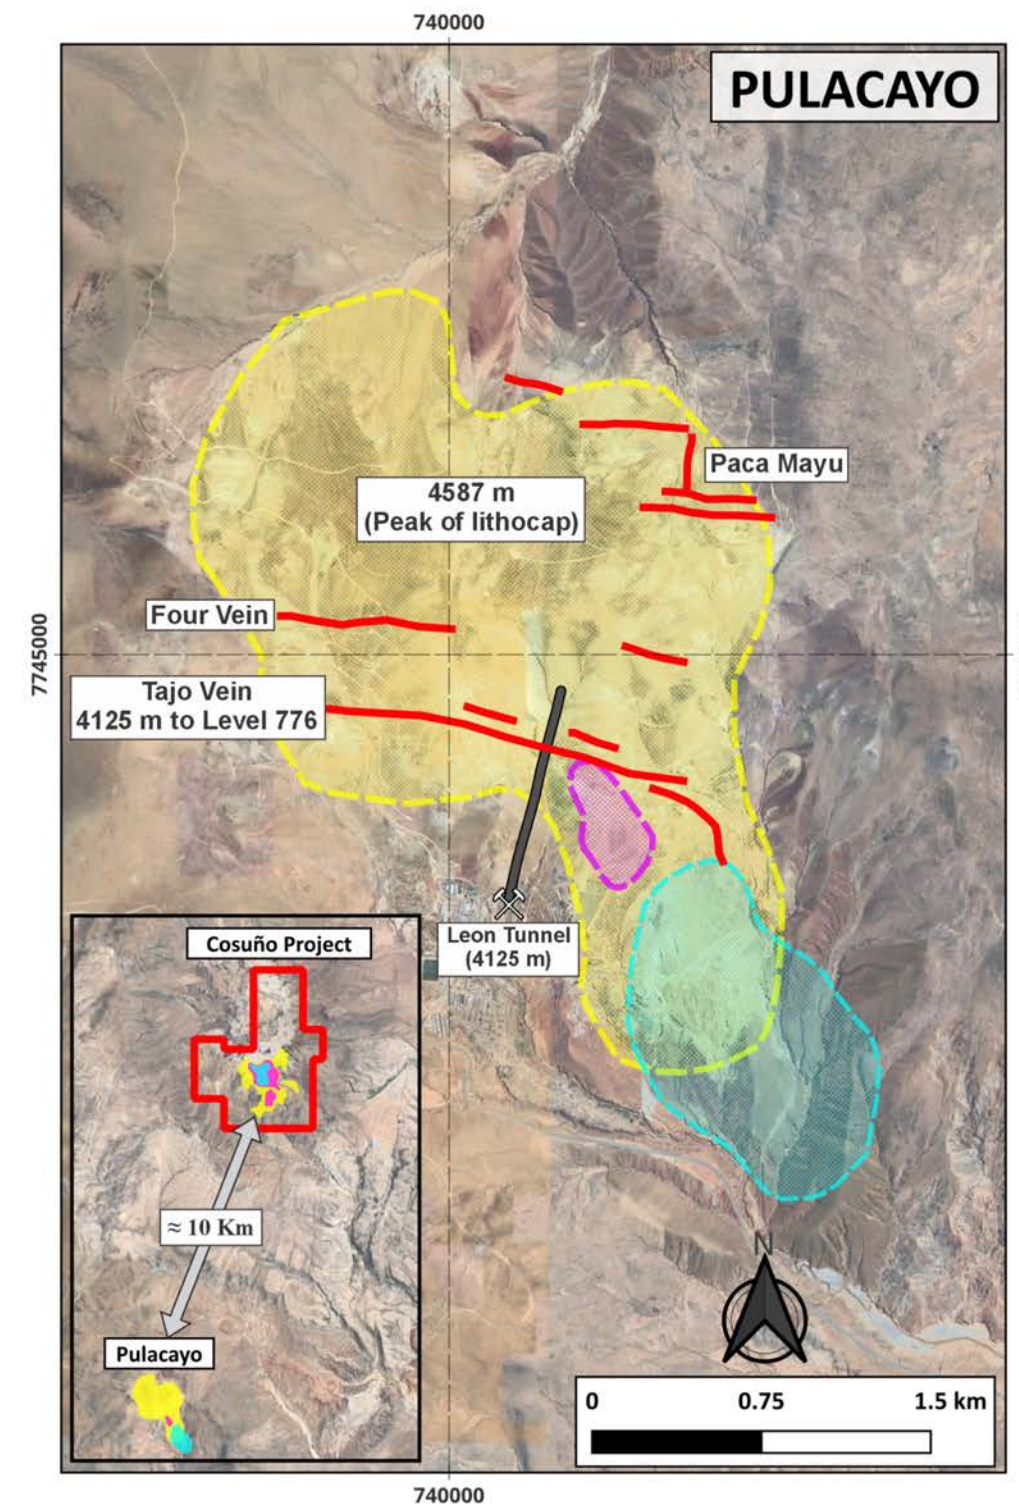 740000
PULACAYO
Paca Mayu
4587 m
(Peak of lithocap)
Four Vein
7745000
Tajo Vein
4125 m to Level 776
Leon Tunnel
(4125 m)
Cosuño Project
≈ 10 Km
Pulacayo
N
0 0.75 1.5 km
740000